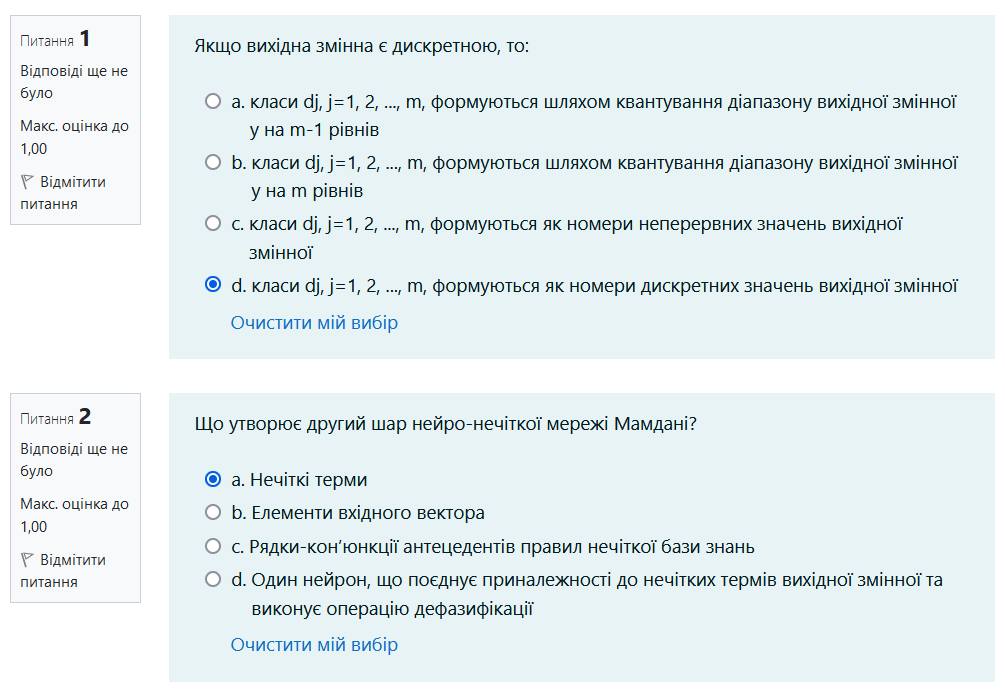 Питання 1
Відповіді ще не
було
Макс. оцінка до
1,00
Відмітити
питання
Якщо вихідна змінна є дискретною, то:
a. класи dj, j=1, 2, ..., m, формуються шляхом квантування діапазону вихідної змінної
y на m-1 рівнів
b. класи dj, j=1, 2, ..., m, формуються шляхом квантування діапазону вихідної змінної
y на m рівнів
c. класи dj, j=1, 2, ..., m, формуються як номери неперервних значень вихідної
змінної
d. класи dj, j=1, 2, ..., m, формуються як номери дискретних значень вихідної змінної
Очистити мій вибір
Питання 2
Відповіді ще не
було
Макс. оцінка до
1,00
Відмітити
питання
Що утворює другий шар нейро-нечіткої мережі Мамдані?
a. Нечіткі терми
b. Елементи вхідного вектора
c. Рядки-кон’юнкції антецедентів правил нечіткої бази знань
d. Один нейрон, що поєднує приналежності до нечітких термів вихідної змінної та
виконує операцію дефазифікації
Очистити мій вибір